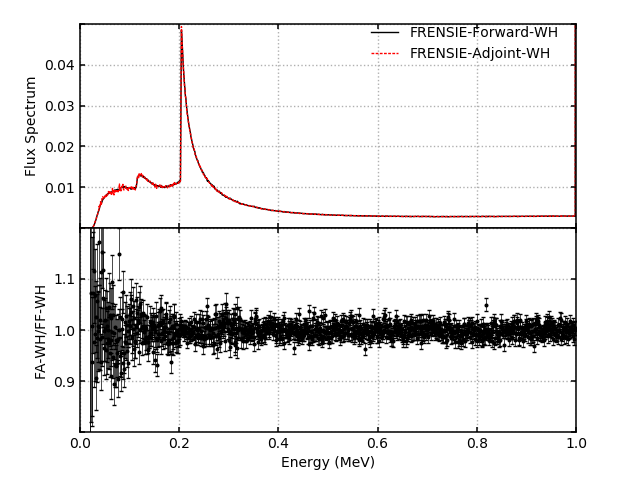 FRENSIE-Forward-WH
FRENSIE-Adjoint-WH
Flux Spectrum
0.04
0.03
0.02
0.01
FA-WH/FF-WH
1.1
1.0
0.9
0.0 0.2 0.4 0.6 0.8 1.0
Energy (MeV)